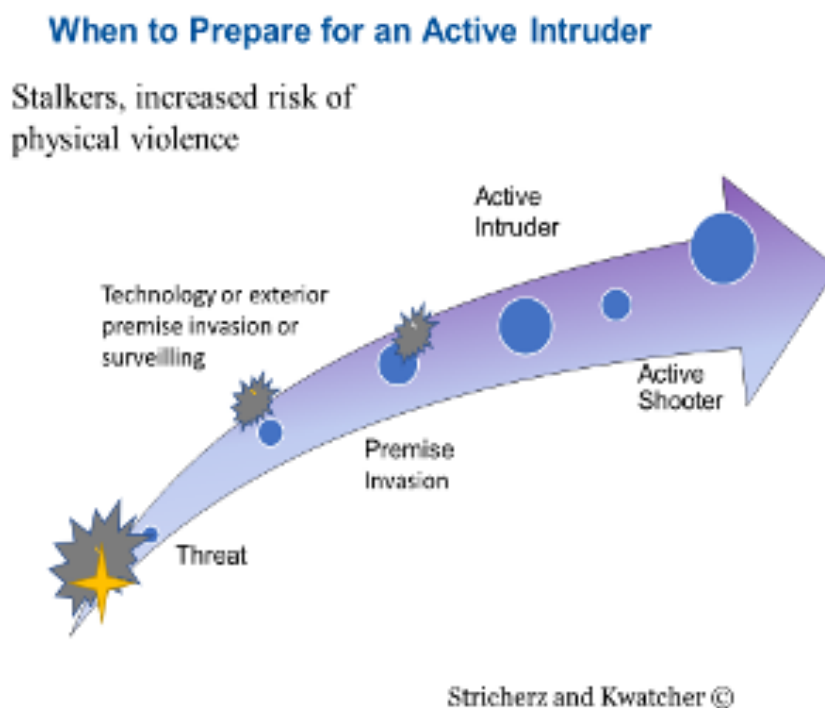 When to Prepare for an Active Intruder
Stalkers, increased risk of
physical violence
Active
Intruder
Technology or exterior
premise invasion or
surveilling
Active
Shooter
Premise
Invasion
Threat
Stricherz and Kwatcher ©